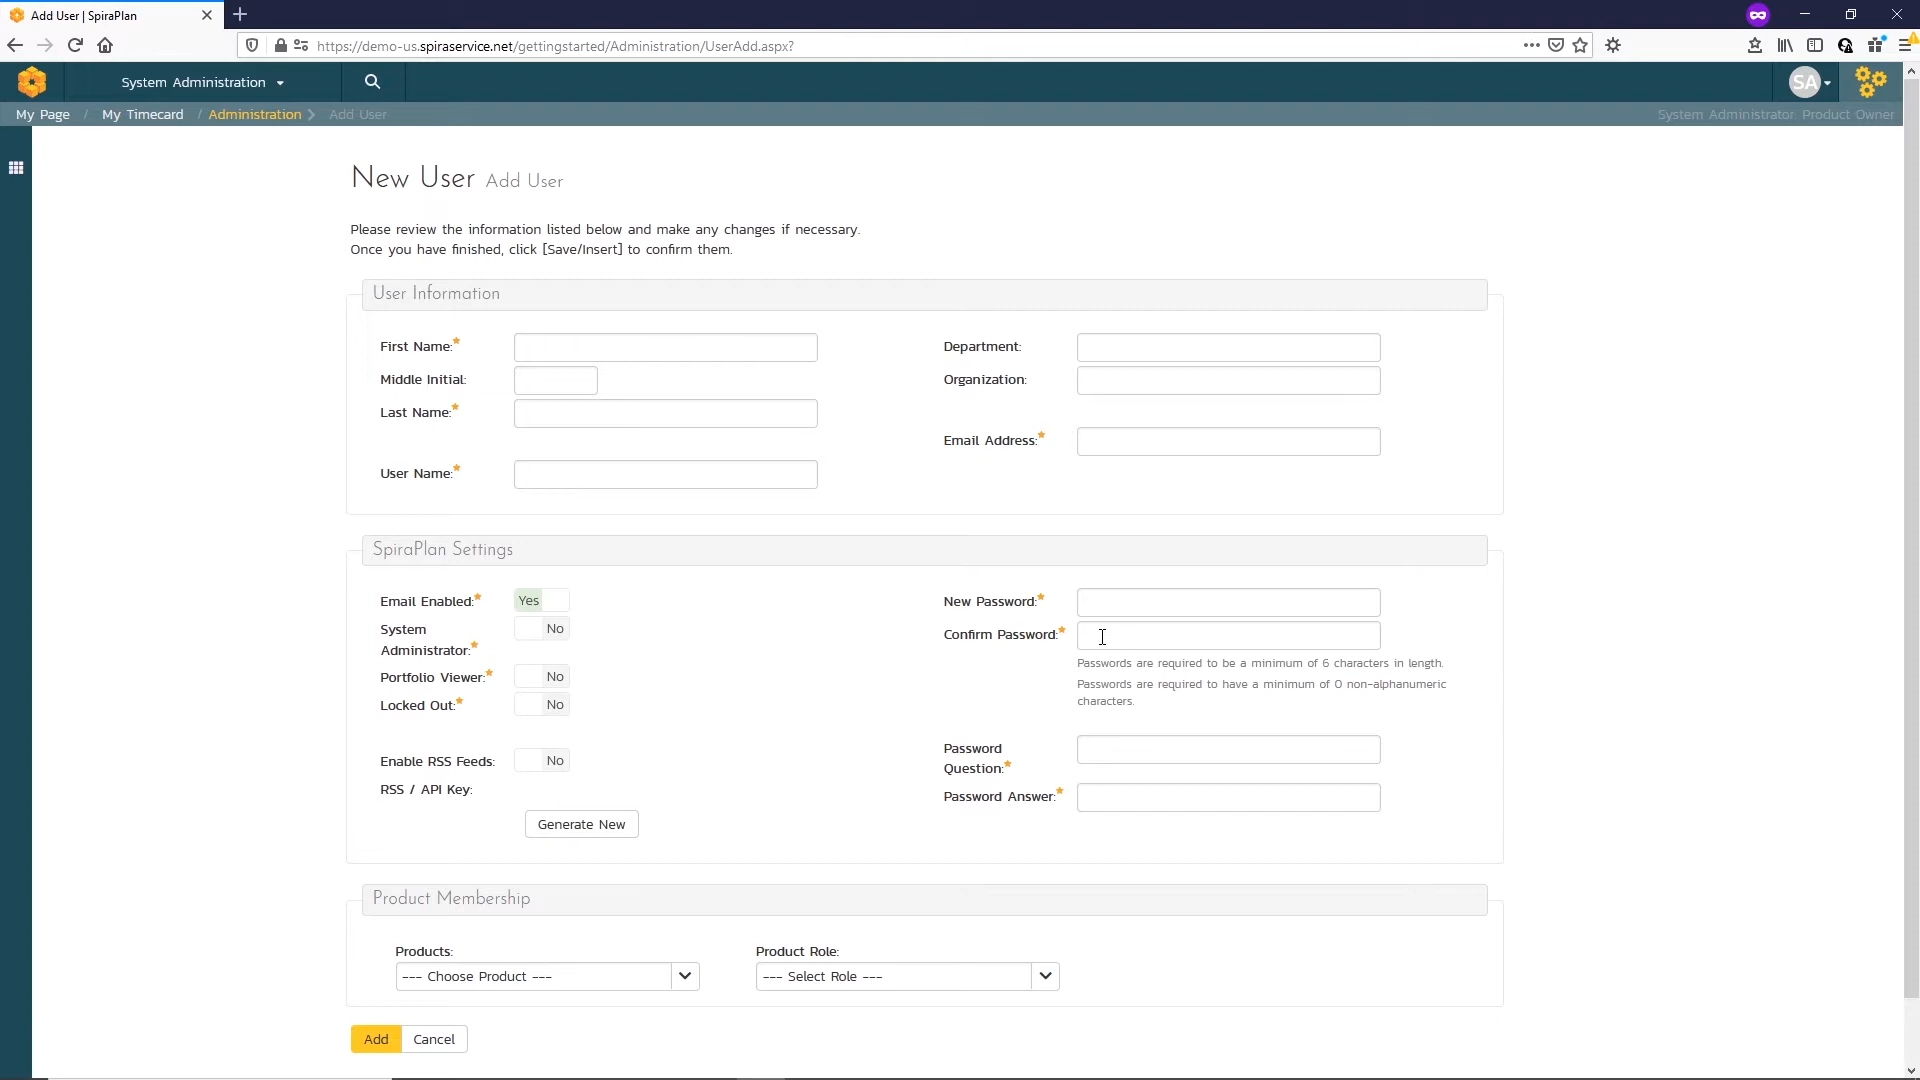 Add User | SpiraPlan
https://demo-us.spiraservice.net/gettingstarted/Administration/UserAdd.aspx?
System Administration
SA
My Page / My Timecard / Administration Add User
System Administrator: Product Owner
New User Add User
Please review the information listed below and make any changes if necessary.
Once you have finished, click [Save/Insert] to confirm them.
User Information
First Name:*
Department:
Middle Initial:
Organization:
Last Name:*
Email Address:*
User Name:*
SpiraPlan Settings
Email Enabled:* Yes
New Password:*
System
Administrator:* No
Confirm Password:*
Passwords are required to be a minimum of 6 characters in length.
Portfolio Viewer:* No
Passwords are required to have a minimum of 0 non-alphanumeric
characters.
Locked Out:* No
Password
Question:*
Enable RSS Feeds: No
RSS / API Key:
Password Answer:*
Generate New
Product Membership
Products:
Product Role:
--- Choose Product ---
--- Select Role ---
Add
Cancel